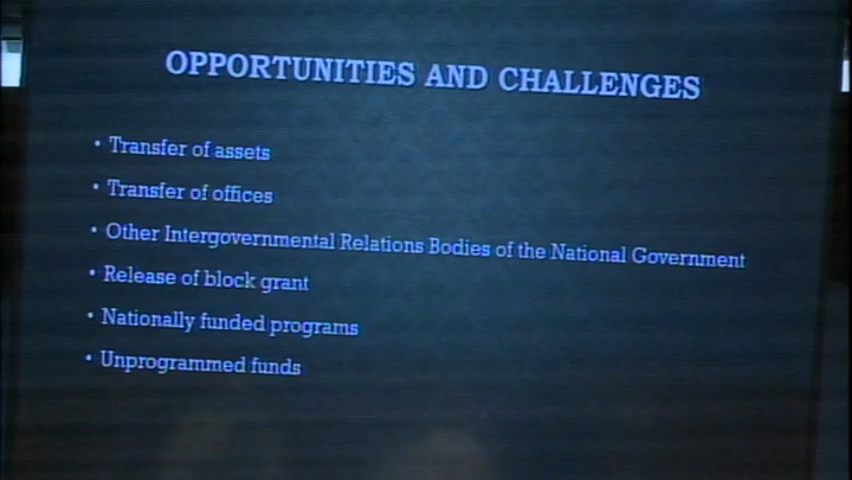 OPPORTUNITIES AND CHALLENGES
• Transfer of assets
• Transfer of offices
• Other Intergovernmental Relations Bodies of the National Government
• Release of block grant
• Nationally funded programs
• Unprogrammed funds